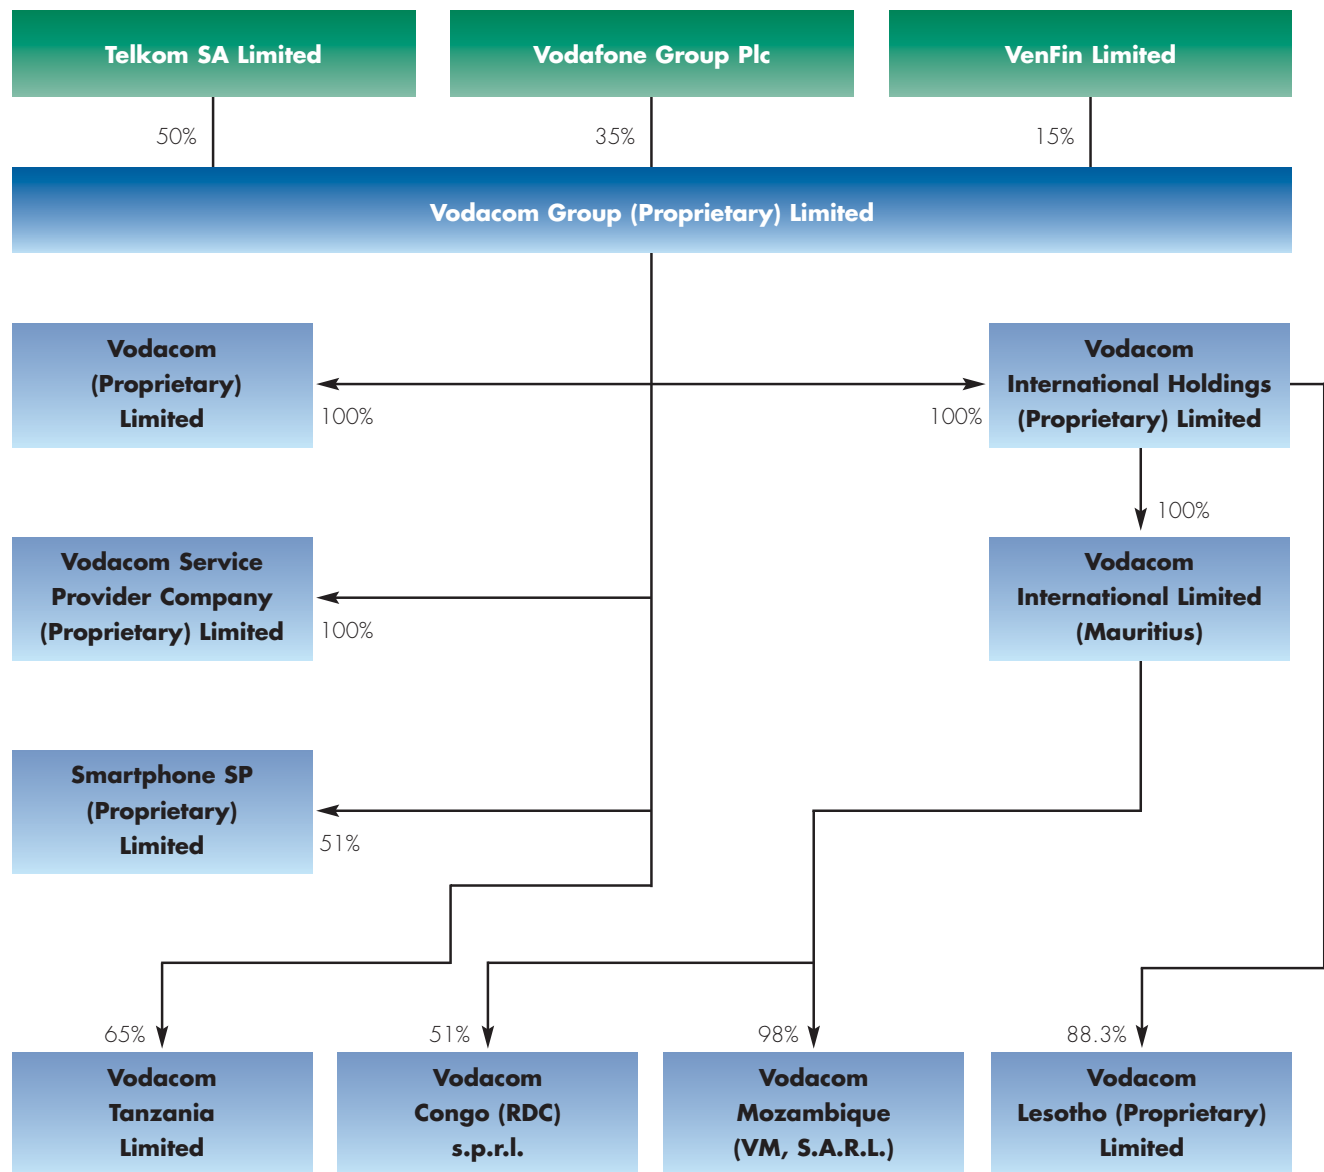 Telkom SA Limited
Vodafone Group Plc
VenFin Limited
50%
35%
15%
Vodacom Group (Proprietary) Limited
Vodacom
(Proprietary)
Limited
100%
Vodacom
International Holdings
(Proprietary) Limited
100%
100%
Vodacom Service
Provider Company
(Proprietary) Limited
100%
Vodacom
International Limited
(Mauritius)
Smartphone SP
(Proprietary)
Limited
51%
65%
51%
98%
88.3%
Vodacom
Tanzania
Limited
Vodacom
Congo (RDC)
s.p.r.l.
Vodacom
Mozambique
(VM, S.A.R.L.)
Vodacom
Lesotho (Proprietary)
Limited